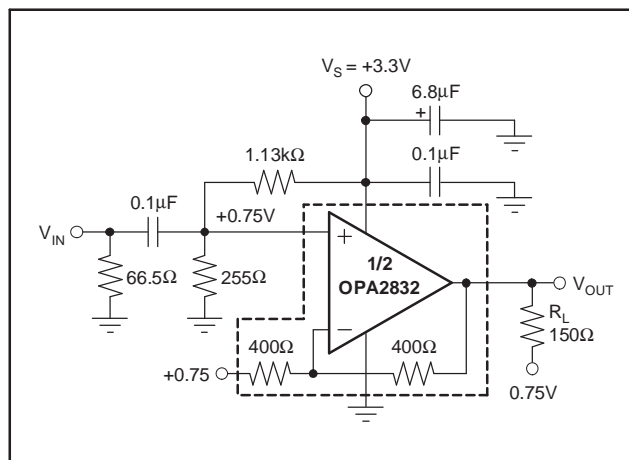 V_S = +3.3V
6.8μF
+
1.13kΩ
0.1μF
0.1μF
+0.75V
V_IN
+
1/2
OPA2832
66.5Ω
255Ω
V_OUT
−
R_L
150Ω
400Ω
400Ω
+0.75
0.75V